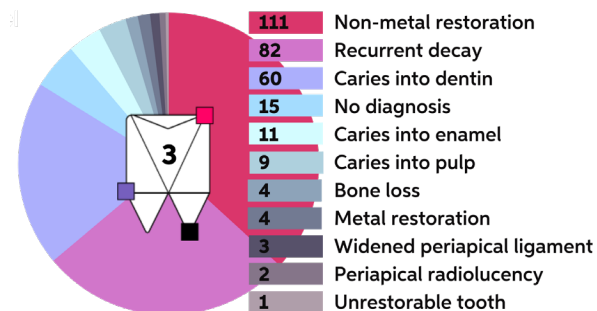 3
111 Non-metal restoration
82 Recurrent decay
60 Caries into dentin
15 No diagnosis
11 Caries into enamel
9 Caries into pulp
4 Bone loss
4 Metal restoration
3 Widened periapical ligament
2 Periapical radiolucency
1 Unrestorable tooth